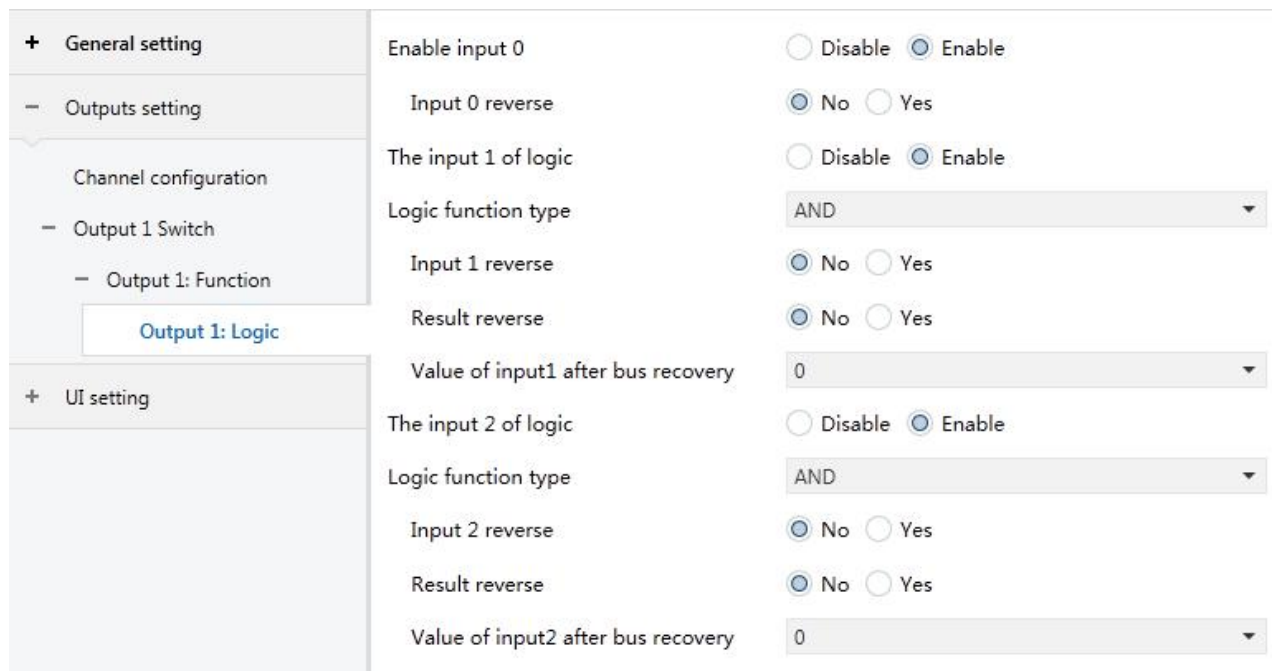 + General setting
− Outputs setting
Channel configuration
− Output 1 Switch
− Output 1: Function
Output 1: Logic
+ UI setting
Enable input 0 Disable Enable
Input 0 reverse No Yes
The input 1 of logic Disable Enable
Logic function type AND
Input 1 reverse No Yes
Result reverse No Yes
Value of input1 after bus recovery 0
The input 2 of logic Disable Enable
Logic function type AND
Input 2 reverse No Yes
Result reverse No Yes
Value of input2 after bus recovery 0